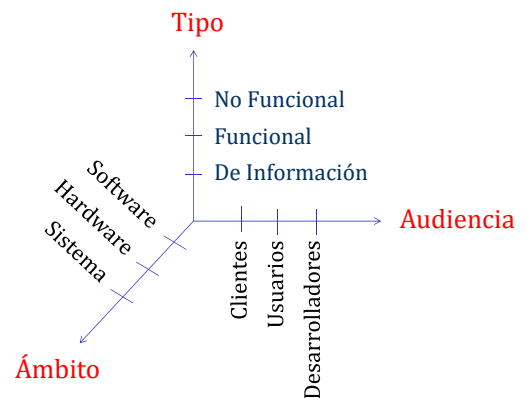 Tipo
No Funcional
Funcional
De Información
Software
Hardware
Sistema
Audiencia
Clientes
Usuarios
Desarrolladores
Ámbito